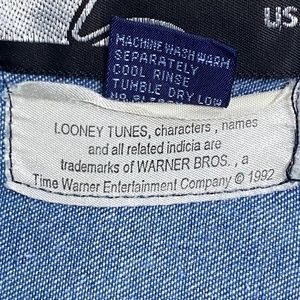 US
MACHINE WASH WARM
SEPARATELY
COOL RINSE
TUMBLE DRY LOW
LOONEY TUNES, characters , names
and all related indicia are
trademarks of WARNER BROS. , a
Time Warner Entertainment Company © 1992